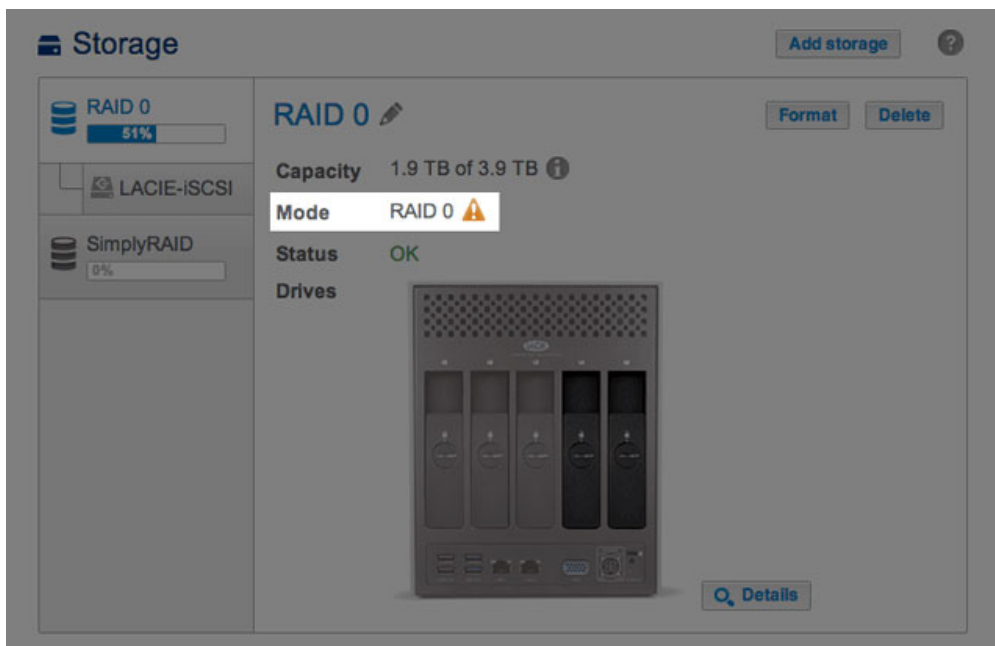 Storage
Add storage
?
RAID 0
51%
LACIE-iSCSI
SimplyRAID
0%
RAID 0
Format
Delete
Capacity 1.9 TB of 3.9 TB
Mode RAID 0
Status OK
Drives
LACIE
Details